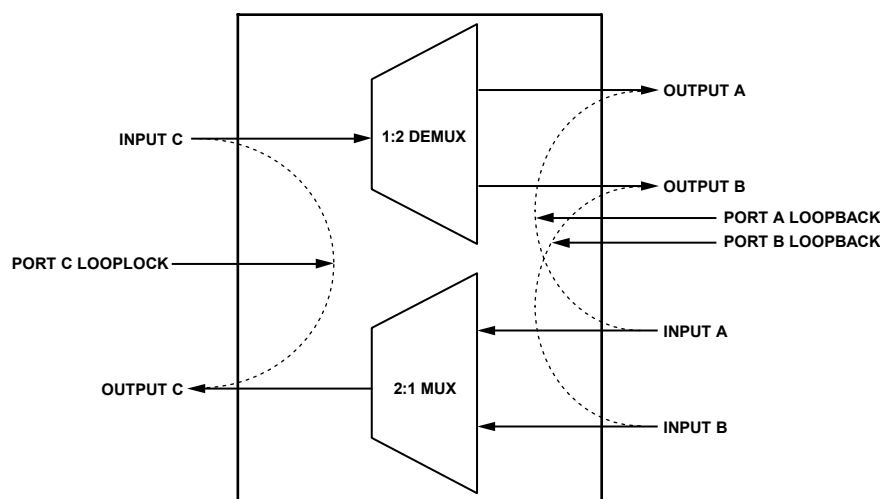 OUTPUT A
1:2 DEMUX
INPUT C
OUTPUT B
PORT A LOOPBACK
PORT B LOOPBACK
PORT C LOOPLOCK
INPUT A
OUTPUT C
2:1 MUX
INPUT B